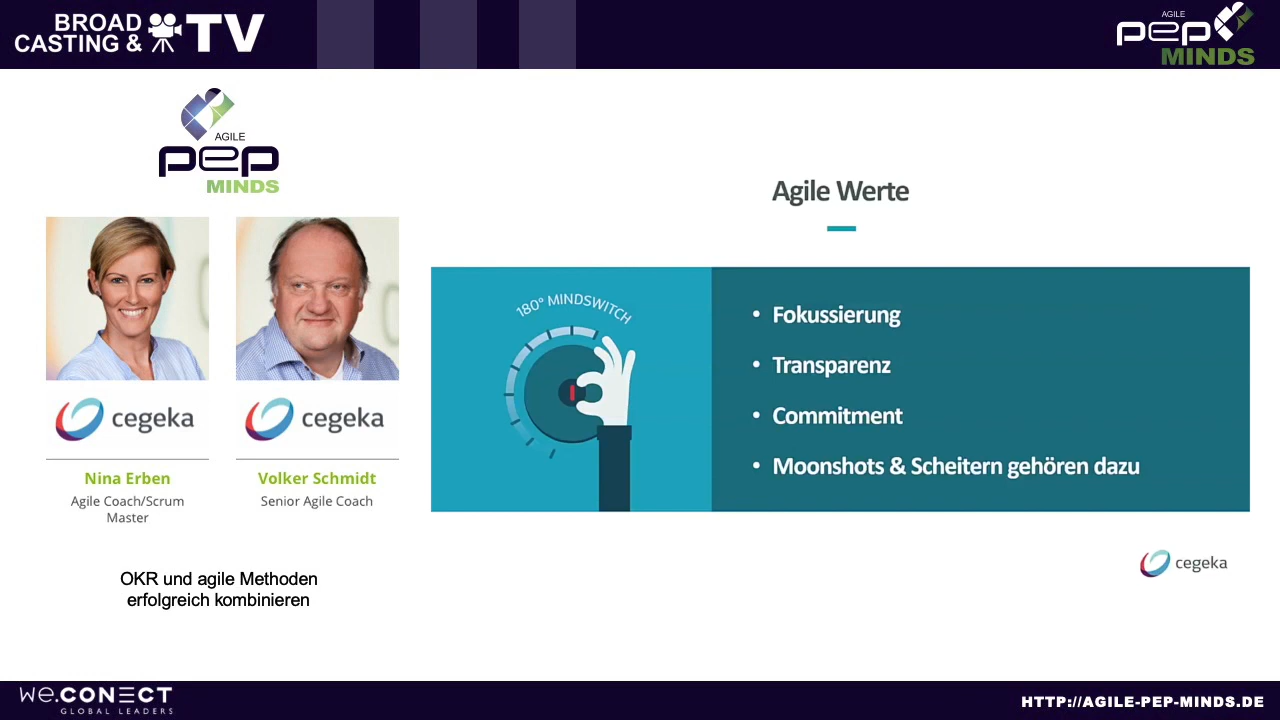 BROAD
CASTING & TV
AGILE
pep
MINDS
AGILE
pep
MINDS
cegeka
cegeka
Nina Erben
Agile Coach/Scrum
Master
Volker Schmidt
Senior Agile Coach
OKR und agile Methoden
erfolgreich kombinieren
Agile Werte
180° MINDSWITCH
• Fokussierung
• Transparenz
• Commitment
• Moonshots & Scheitern gehören dazu
cegeka
we.CONECT
GLOBAL LEADERS
HTTP://AGILE-PEP-MINDS.DE